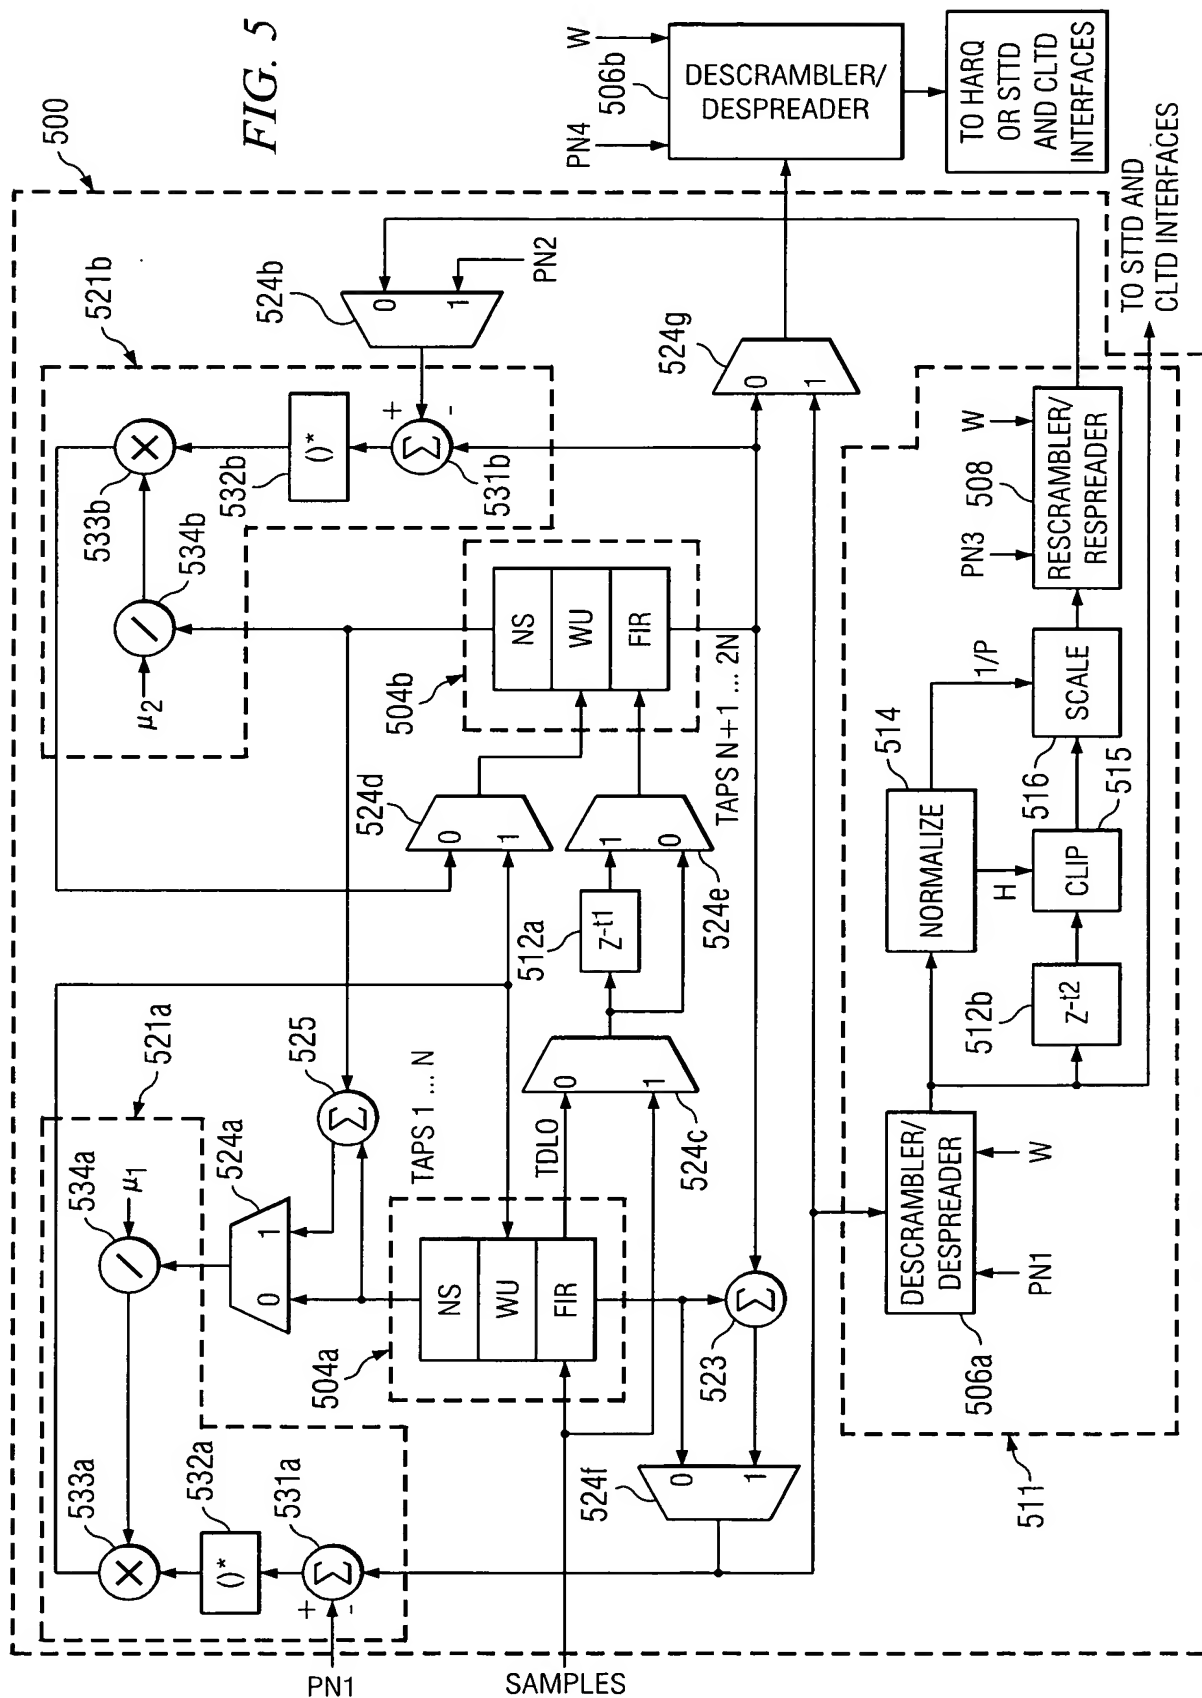 FIG. 5
500
521b
533b
534b
μ2
532b
()*
+
-
Σ
531b
524b
0
1
PN2
W
PN4
506b
DESCRAMBLER/
DESPREADER
TO HARQ
OR STTD
AND CLTD
INTERFACES
TO STTD AND
CLTD INTERFACES
504b
NS
WU
FIR
TAPS N+1 ... 2N
524d
0
1
524e
1
0
512a
z-t1
524g
0
1
521a
533a
534a
μ1
532a
()*
531a
Σ
+
-
PN1
524a
0
1
525
Σ
TAPS 1 ... N
504a
NS
WU
FIR
TDLO
524c
0
1
523
Σ
524f
0
1
SAMPLES
511
506a
DESCRAMBLER/
DESPREADER
PN1
W
514
NORMALIZE
512b
z-t2
H
CLIP
515
1/P
SCALE
516
PN3
508
W
RESCRAMBLER/
RESPREADER